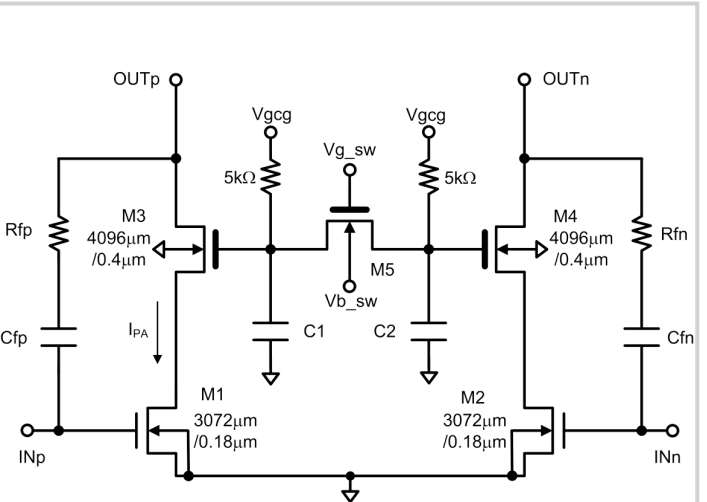 OUTp
OUTn
Vgcg
Vgcg
Vg_sw
5kΩ
5kΩ
Rfp
M3
4096μm
/0.4μm
M4
4096μm
/0.4μm
Rfn
M5
Vb_sw
IPA
C1
C2
Cfp
Cfn
M1
3072μm
/0.18μm
M2
3072μm
/0.18μm
INp
INn